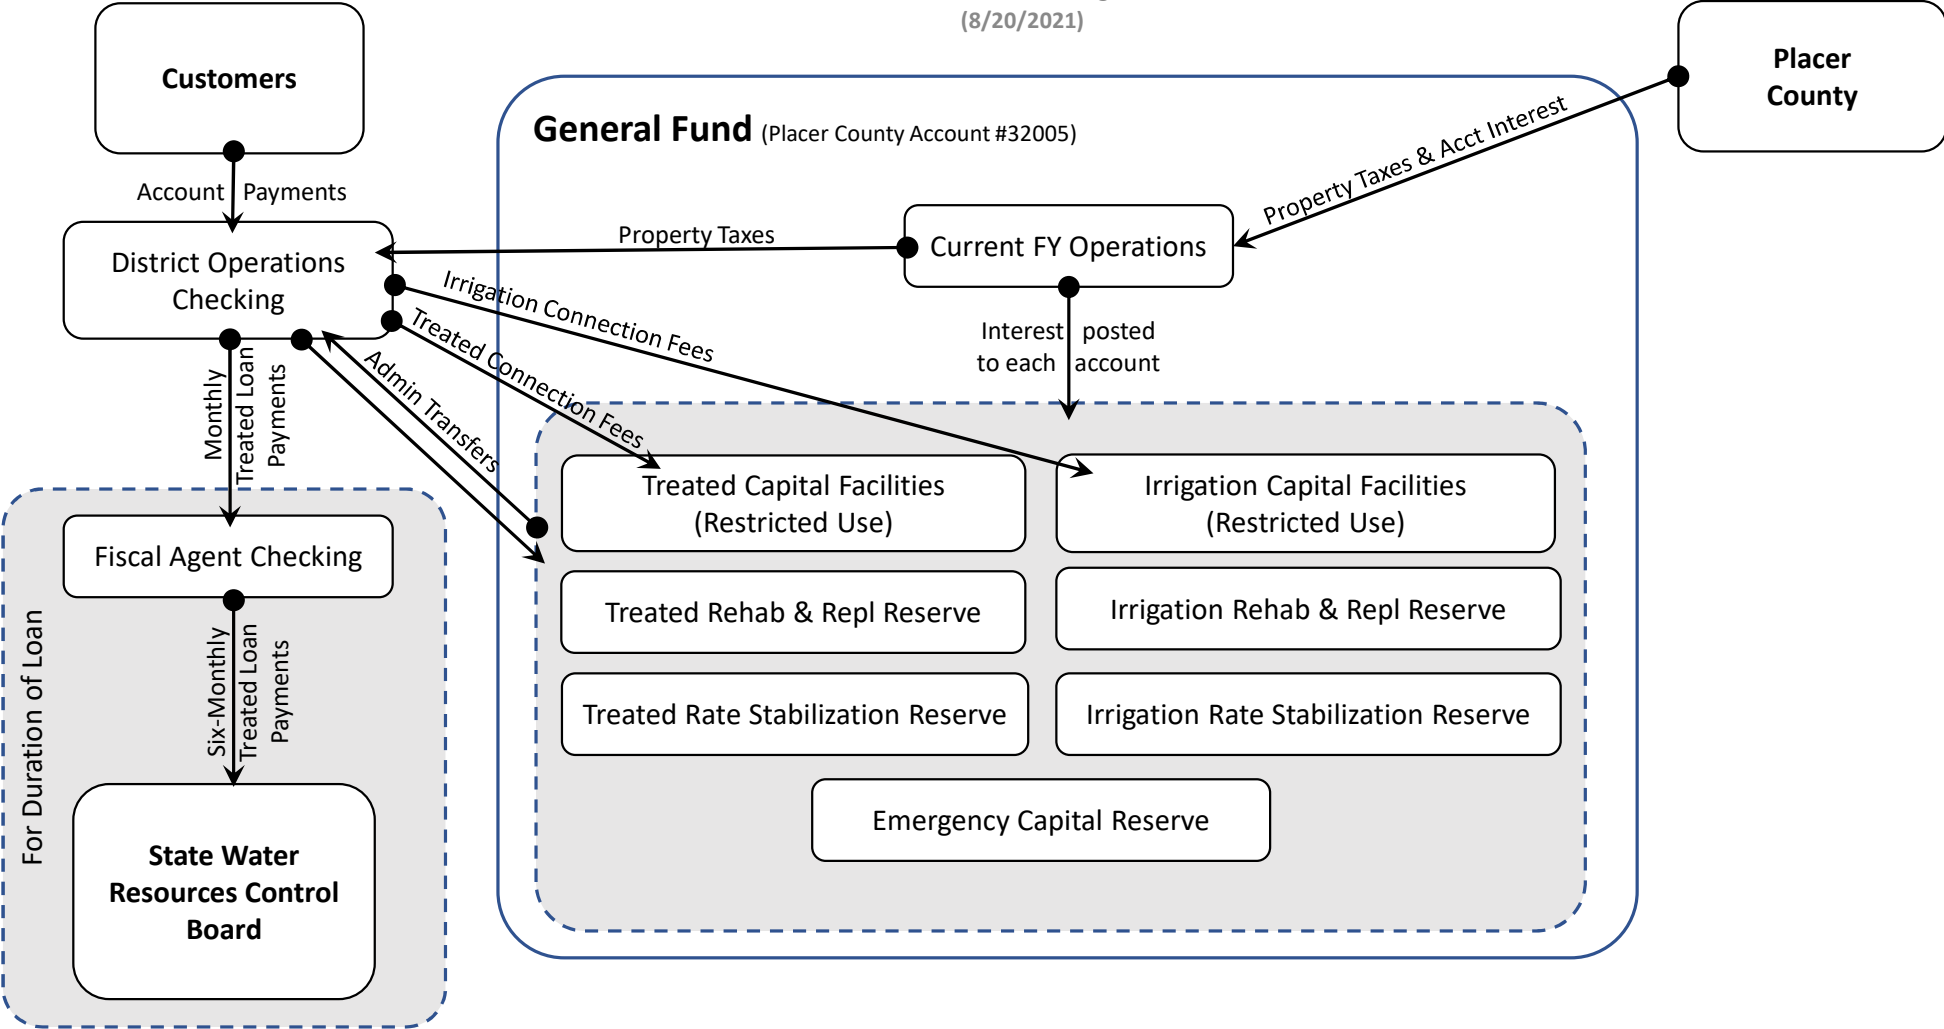 (8/20/2021)
Customers
Placer
County
General Fund (Placer County Account #32005)
Property Taxes & Acct Interest
Account Payments
Property Taxes
Current FY Operations
District Operations
Checking
Irrigation Connection Fees
Treated Connection Fees
Admin Transfers
Interest posted
to each account
Monthly
Treated Loan
Payments
Treated Capital Facilities
(Restricted Use)
Irrigation Capital Facilities
(Restricted Use)
Fiscal Agent Checking
Treated Rehab & Repl Reserve
Irrigation Rehab & Repl Reserve
For Duration of Loan
Six-Monthly
Treated Loan
Payments
Treated Rate Stabilization Reserve
Irrigation Rate Stabilization Reserve
Emergency Capital Reserve
State Water
Resources Control
Board